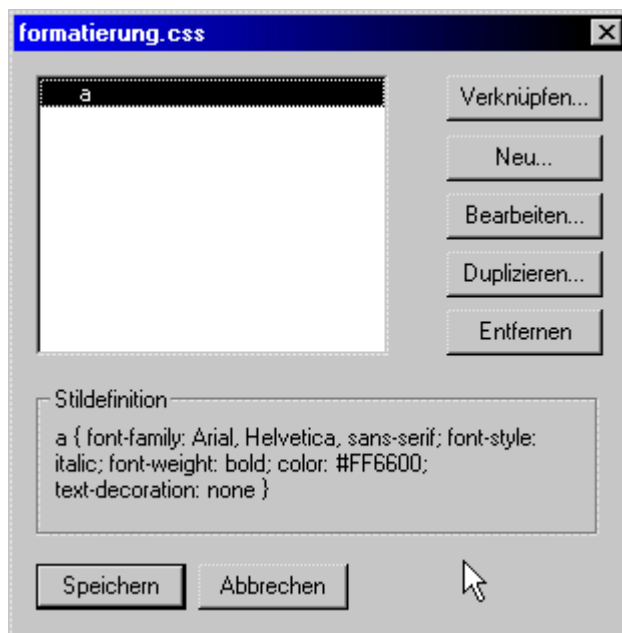 formatierung.css
a
Verknüpfen...
Neu...
Bearbeiten...
Duplizieren...
Entfernen
Stildefinition
a { font-family: Arial, Helvetica, sans-serif; font-style:
italic; font-weight: bold; color: #FF6600;
text-decoration: none }
Speichern
Abbrechen